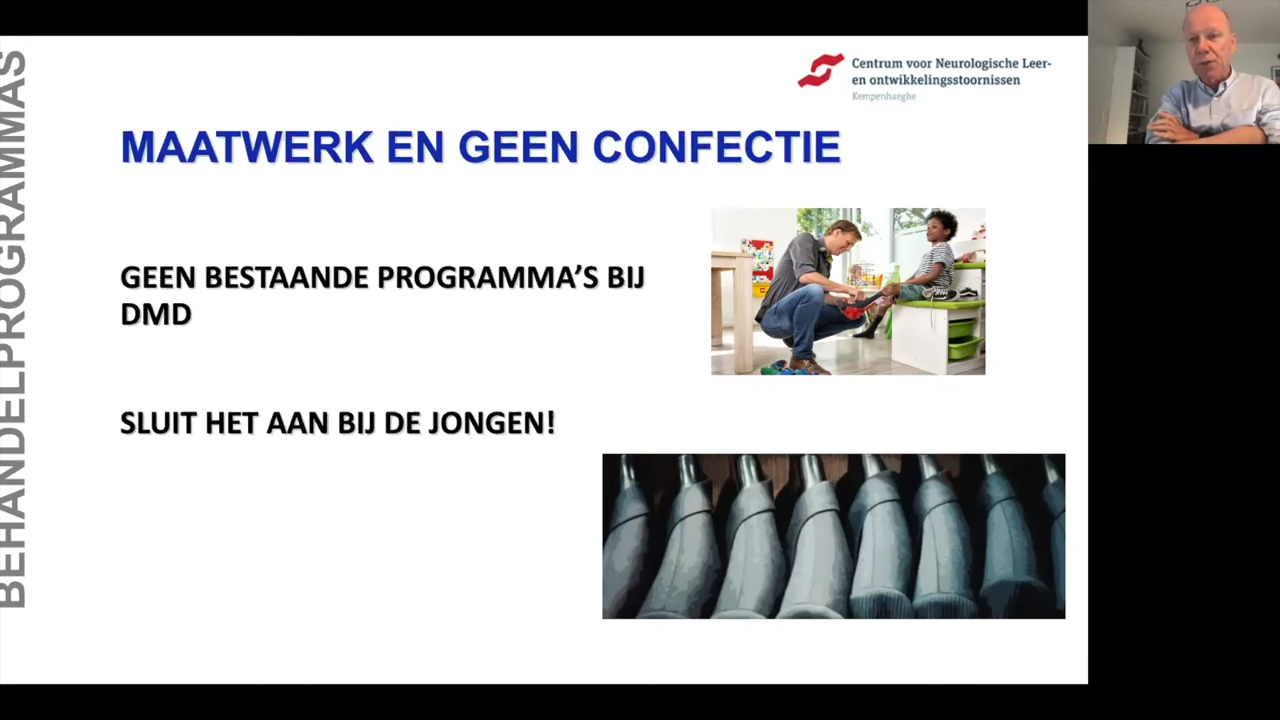 BEHANDELPROGRAMMAS
Centrum voor Neurologische Leer-
en ontwikkelingsstoornissen
Kempenhaeghe
MAATWERK EN GEEN CONFECTIE
GEEN BESTAANDE PROGRAMMA’S BIJ
DMD
SLUIT HET AAN BIJ DE JONGEN!